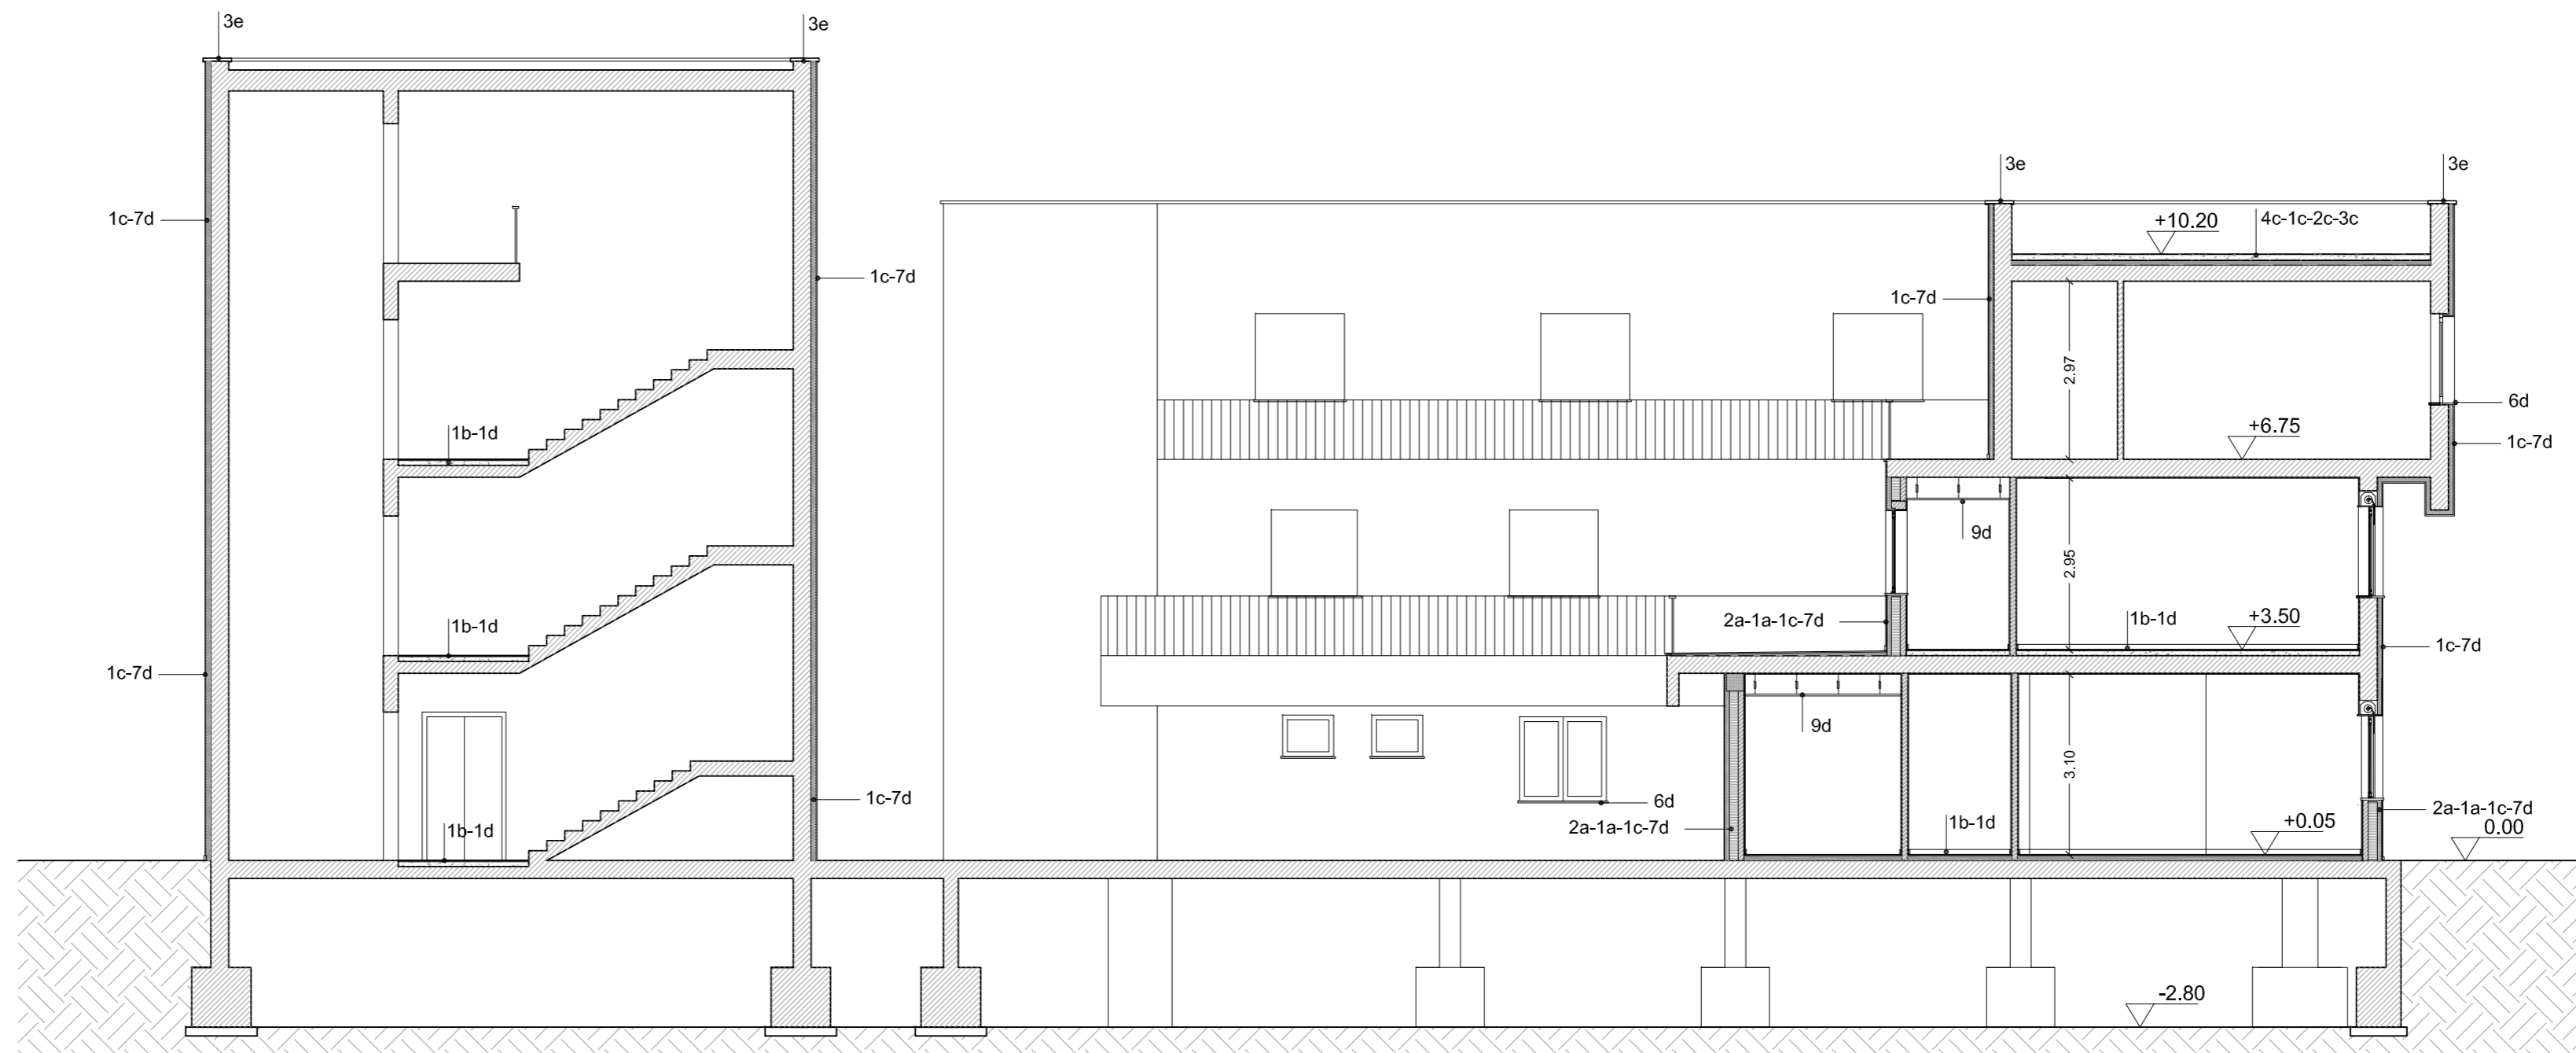 3e
3e
3e
3e
1c-7d
+10.20
4c-1c-2c-3c
1c-7d
1c-7d
2.97
6d
+6.75
1b-1d
1c-7d
9d
2.95
1b-1d
2a-1a-1c-7d
1b-1d
+3.50
1c-7d
1c-7d
9d
3.10
1c-7d
6d
1b-1d
2a-1a-1c-7d
1b-1d
+0.05
2a-1a-1c-7d
0.00
-2.80